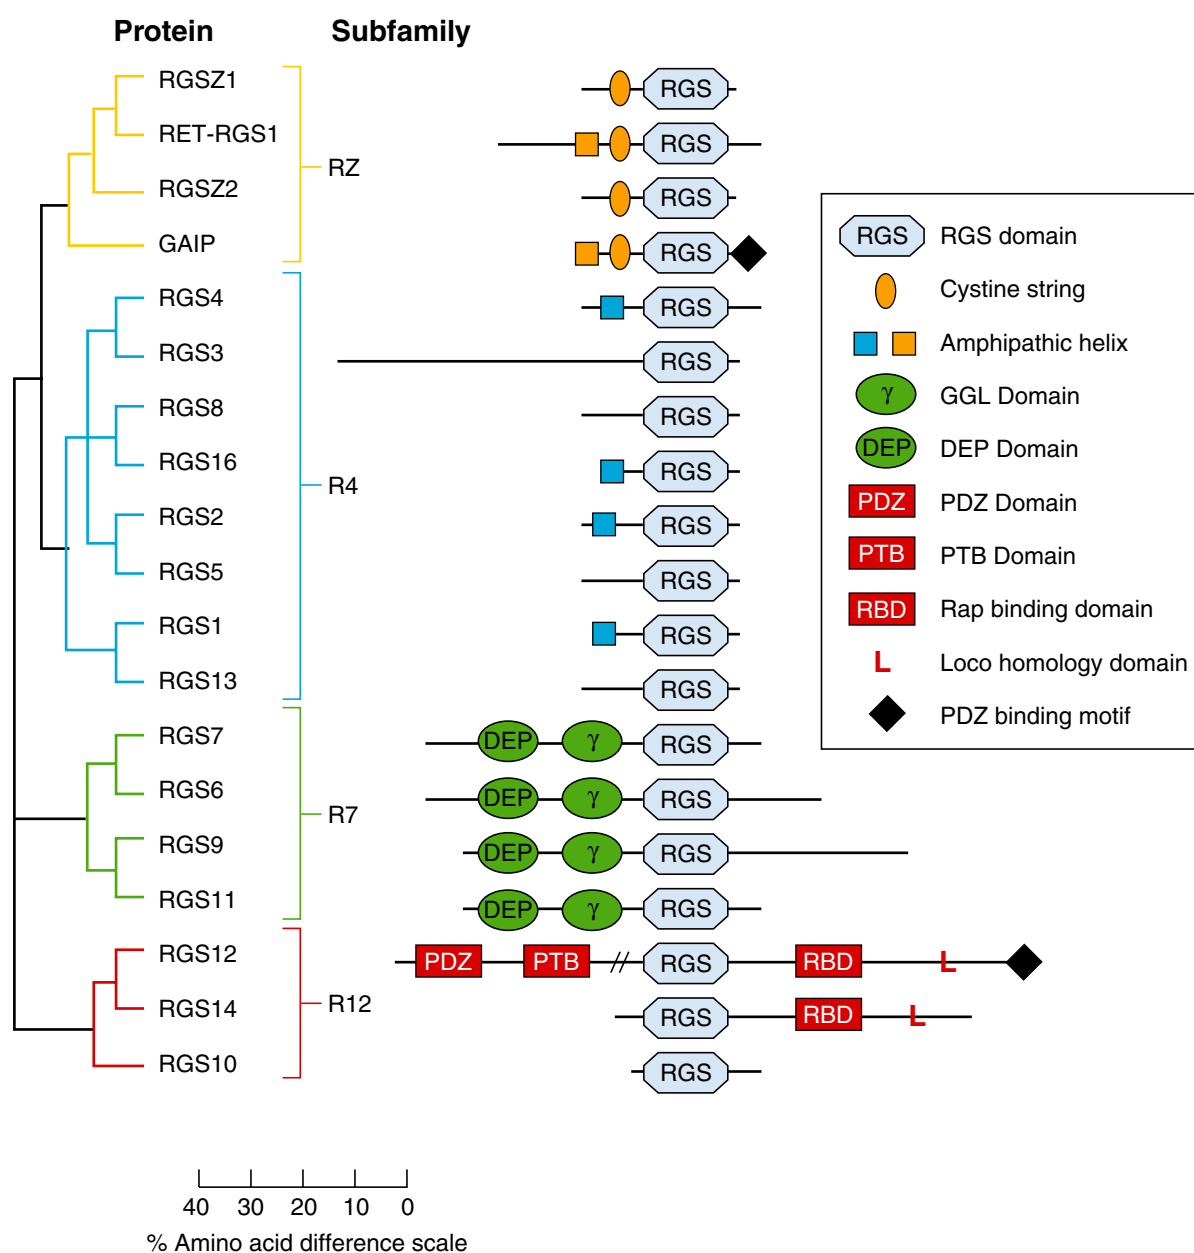 Protein Subfamily
RGSZ1 RGS
RET-RGS1 RGS
RZ
RGSZ2 RGS
GAIP RGS
RGS4 RGS
RGS3 RGS
RGS8 RGS
RGS16 RGS
R4
RGS2 RGS
RGS5 RGS
RGS1 RGS
RGS13 RGS
RGS7 DEP γ RGS
RGS6 DEP γ RGS
R7
RGS9 DEP γ RGS
RGS11 DEP γ RGS
RGS12 PDZ PTB // RGS RBD L
R12
RGS14 RGS RBD L
RGS10 RGS
RGS RGS domain
Cystine string
Amphipathic helix
γ GGL Domain
DEP DEP Domain
PDZ PDZ Domain
PTB PTB Domain
RBD Rap binding domain
L Loco homology domain
PDZ binding motif
40 30 20 10 0
% Amino acid difference scale